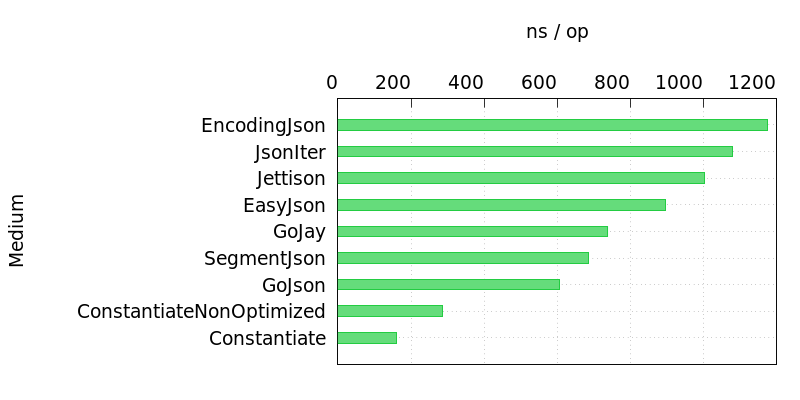 ns / op
0 200 400 600 800 1000 1200
EncodingJson
JsonIter
Jettison
EasyJson
GoJay
SegmentJson
GoJson
ConstantiateNonOptimized
Constantiate
Medium